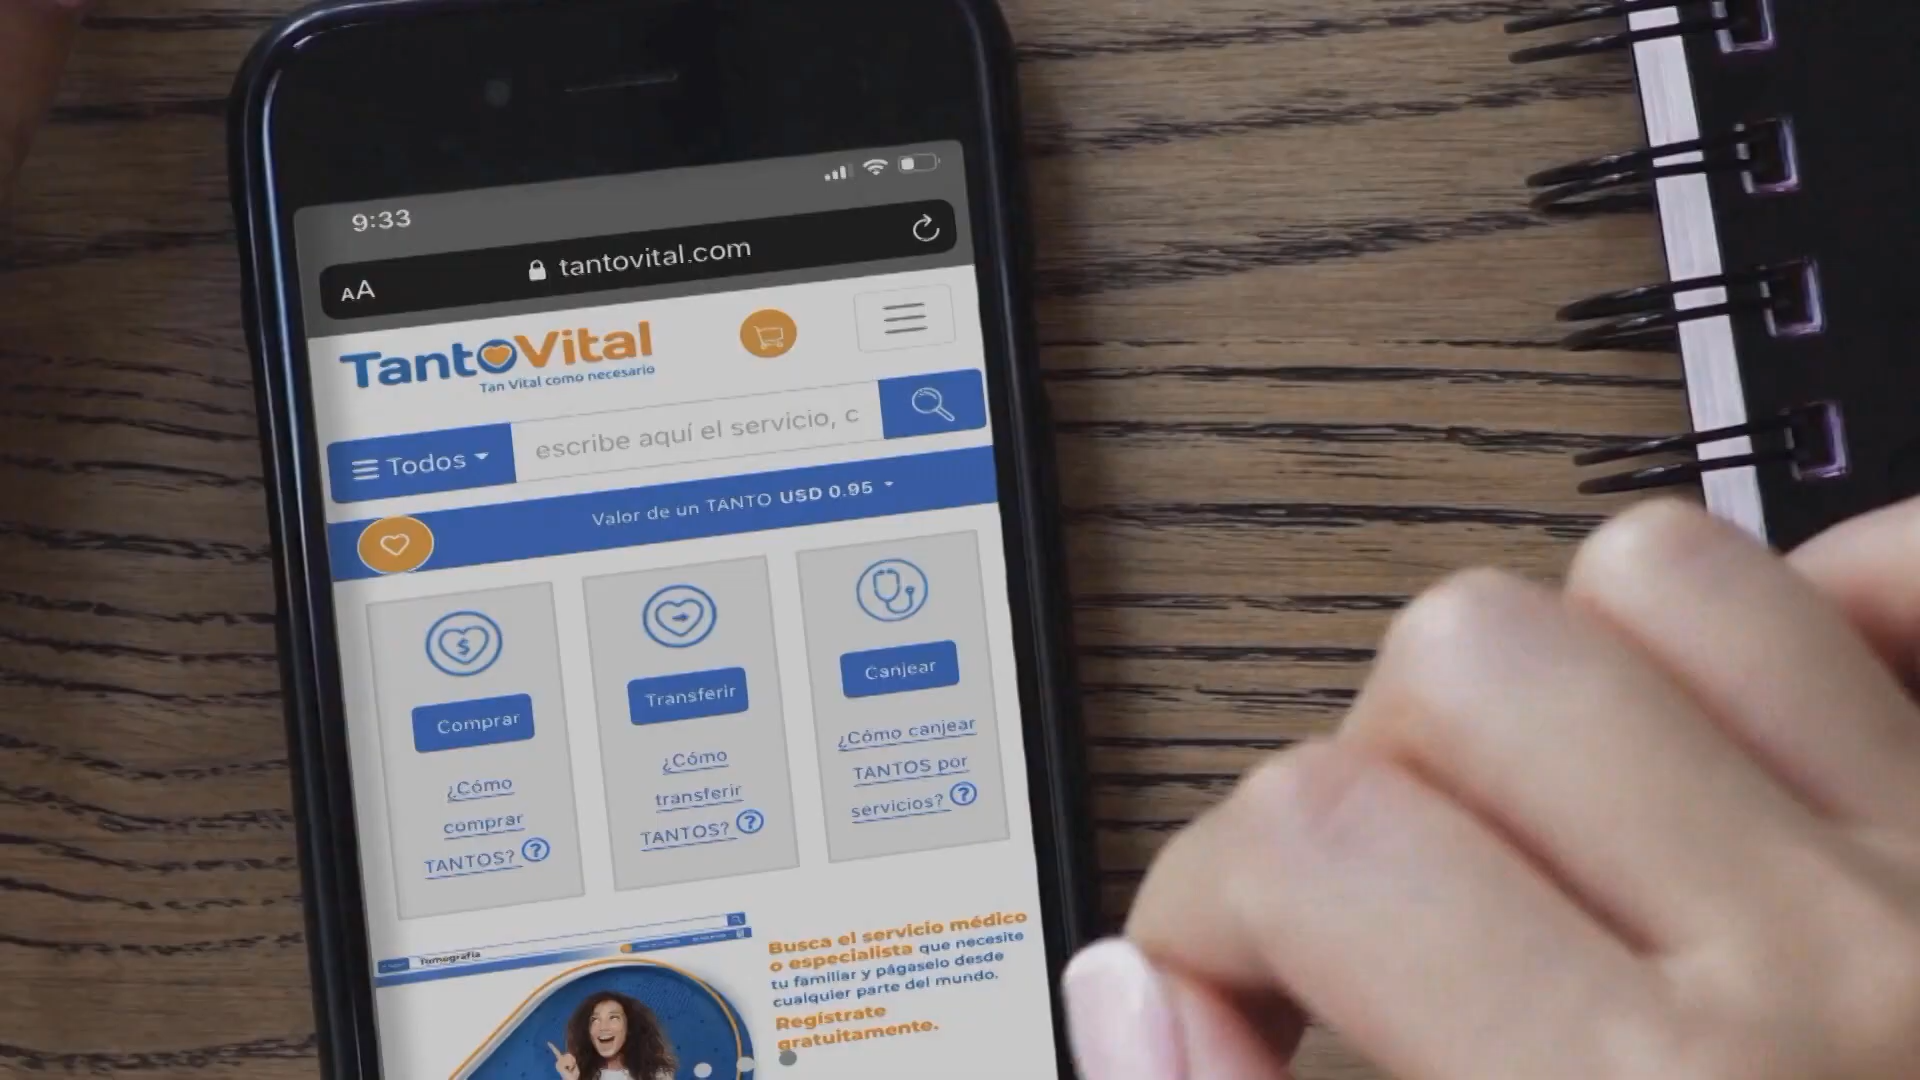 9:33
AA
tantovital.com
TantoVital
Tan Vital como necesario
Todos
escribe aquí el servicio, c
Valor de un TANTO USD 0.95
Comprar
¿Cómo
comprar
TANTOS? ?
Transferir
¿Cómo
transferir
TANTOS? ?
Canjear
¿Cómo canjear
TANTOS por
servicios? ?
Tomografía
Busca el servicio médico
o especialista que necesite
tu familiar y págaselo desde
cualquier parte del mundo.
Regístrate
gratuitamente.